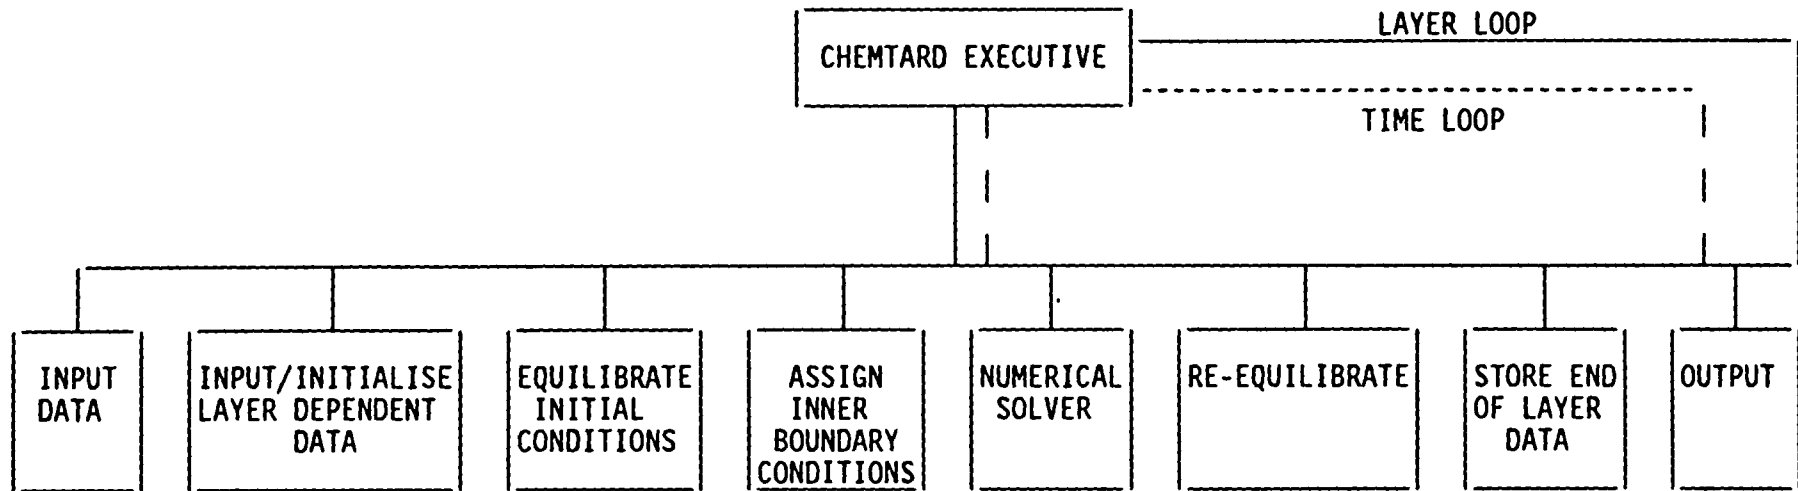 LAYER LOOP
CHEMTARD EXECUTIVE
TIME LOOP
INPUT
DATA
INPUT/INITIALISE
LAYER DEPENDENT
DATA
EQUILIBRATE
INITIAL
CONDITIONS
ASSIGN
INNER
BOUNDARY
CONDITIONS
NUMERICAL
SOLVER
RE-EQUILIBRATE
STORE END
OF LAYER
DATA
OUTPUT